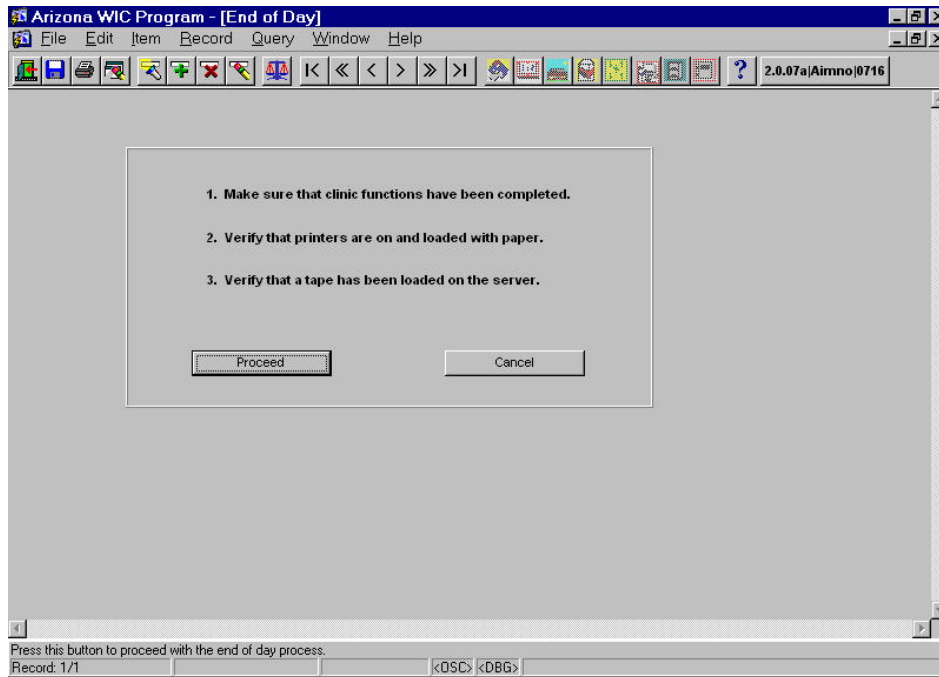 Arizona WIC Program - [End of Day]
File Edit Item Record Query Window Help
2.0.07a|Aimno|0716
1. Make sure that clinic functions have been completed.
2. Verify that printers are on and loaded with paper.
3. Verify that a tape has been loaded on the server.
Proceed Cancel
Press this button to proceed with the end of day process.
Record: 1/1 <OSC> <DBG>